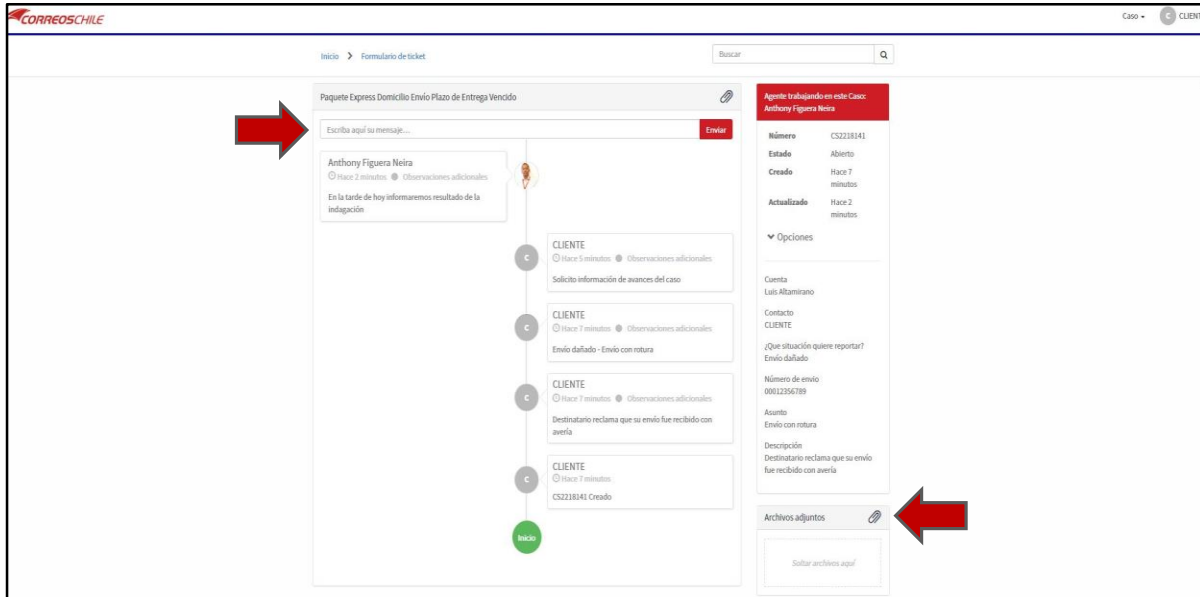 CORREOSCHILE
Caso
C CLIENT
Inicio > Formulario de ticket
Buscar
Paquete Express Domicilio Envío Plazo de Entrega Vencido
Escriba aquí su mensaje...
Enviar
Anthony Figuera Neira
Hace 2 minutos Observaciones adicionales
En la tarde de hoy informaremos resultado de la
indagación
C
CLIENTE
Hace 5 minutos Observaciones adicionales
Solicito información de avances del caso
C
CLIENTE
Hace 7 minutos Observaciones adicionales
Envío dañado - Envío con rotura
C
CLIENTE
Hace 7 minutos Observaciones adicionales
Destinatario reclama que su envío fue recibido con
avería
C
CLIENTE
Hace 7 minutos
CS2218141 Creado
Inicio
Agente trabajando en este Caso:
Anthony Figuera Neira
Número CS2218141
Estado Abierto
Creado Hace 7
minutos
Actualizado Hace 2
minutos
Opciones
Cuenta
Luis Altamirano
Contacto
CLIENTE
¿Que situación quiere reportar?
Envío dañado
Número de envio
00012356789
Asunto
Envío con rotura
Descripción
Destinatario reclama que su envío
fue recibido con avería
Archivos adjuntos
Soltar archivos aquí